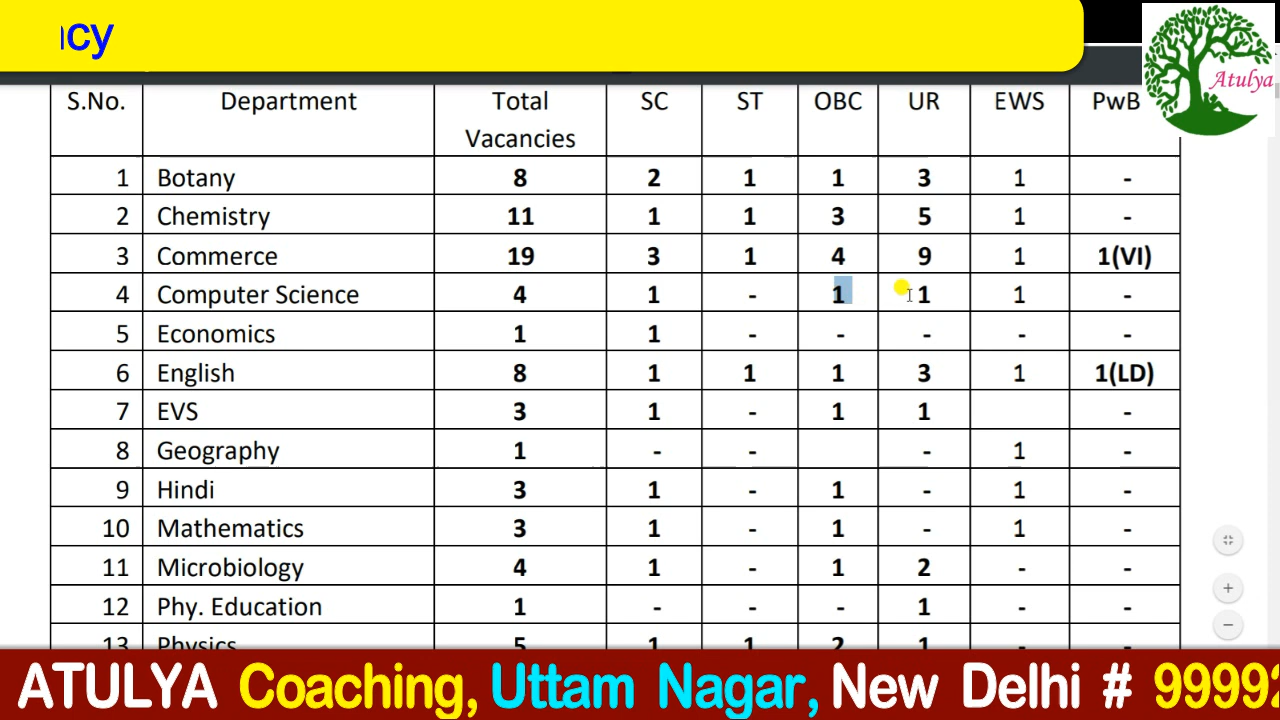 ncy
Atulya
S.No. Department Total Vacancies SC ST OBC UR EWS PwB
1 Botany 8 2 1 1 3 1 -
2 Chemistry 11 1 1 3 5 1 -
3 Commerce 19 3 1 4 9 1 1(VI)
4 Computer Science 4 1 - 1 1 1 -
5 Economics 1 1 - - - - -
6 English 8 1 1 1 3 1 1(LD)
7 EVS 3 1 - 1 1 -
8 Geography 1 - - - 1 -
9 Hindi 3 1 - 1 - 1 -
10 Mathematics 3 1 - 1 - 1 -
11 Microbiology 4 1 - 1 2 - -
12 Phy. Education 1 - - - 1 - -
13 Physics 5 1 1 2 1 - -
ATULYA Coaching, Uttam Nagar, New Delhi # 9999